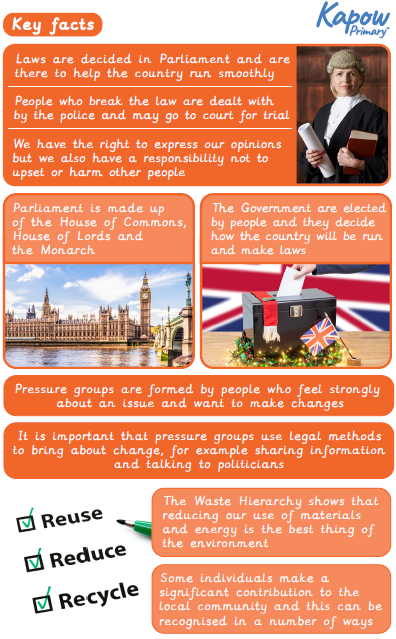 Key facts
Kapow
Primary™
Laws are decided in Parliament and are
there to help the country run smoothly
People who break the law are dealt with
by the police and may go to court for trial
We have the right to express our opinions
but we also have a responsibility not to
upset or harm other people
Parliament is made up
of the House of Commons,
House of Lords and
the Monarch
The Government are elected
by people and they decide
how the country will be run
and make laws
Pressure groups are formed by people who feel strongly
about an issue and want to make changes
It is important that pressure groups use legal methods
to bring about change, for example sharing information
and talking to politicians
Reuse
Reduce
Recycle
The Waste Hierarchy shows that
reducing our use of materials
and energy is the best thing of
the environment
Some individuals make a
significant contribution to the
local community and this can be
recognised in a number of ways